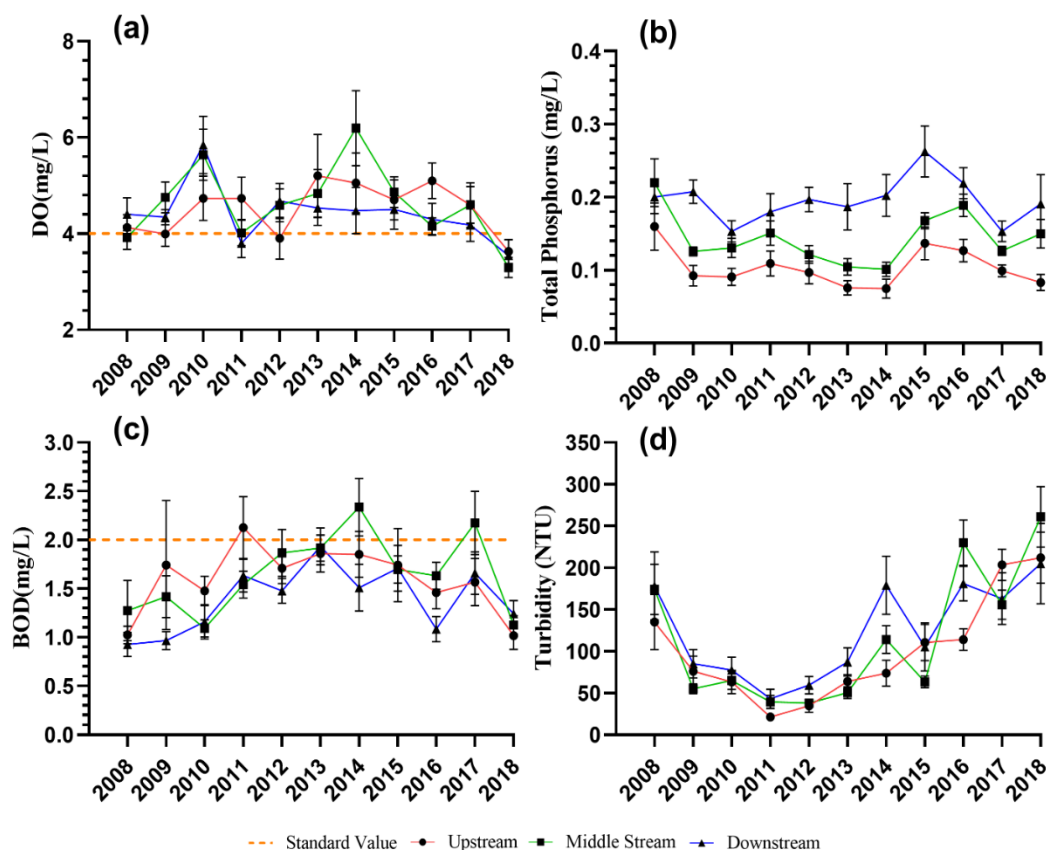 (a)
8
6
4
2
DO(mg/L)
2008 2009 2010 2011 2012 2013 2014 2015 2016 2017 2018
(b)
0.4
0.3
0.2
0.1
0.0
Total Phosphorus (mg/L)
2008 2009 2010 2011 2012 2013 2014 2015 2016 2017 2018
(c)
3.0
2.5
2.0
1.5
1.0
0.5
0.0
BOD(mg/L)
2008 2009 2010 2011 2012 2013 2014 2015 2016 2017 2018
(d)
350
300
250
200
150
100
50
0
Turbidity (NTU)
2008 2009 2010 2011 2012 2013 2014 2015 2016 2017 2018
Standard Value Upstream Middle Stream Downstream